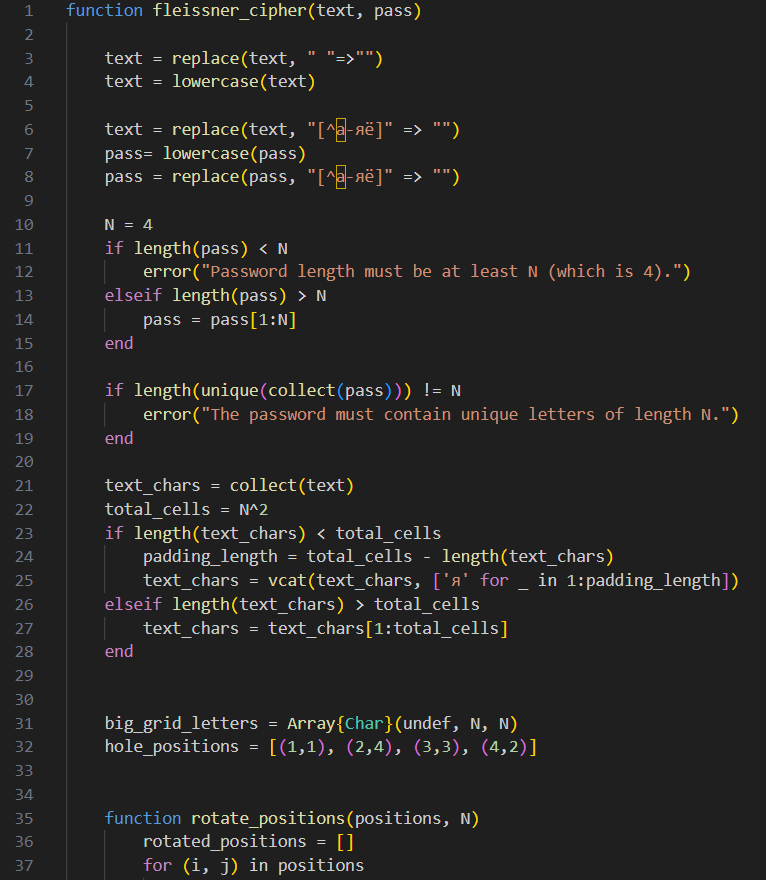 1 function fleissner_cipher(text, pass)
2
3 text = replace(text, " "=>"")
4 text = lowercase(text)
5
6 text = replace(text, "[^а-яё]" => "")
7 pass= lowercase(pass)
8 pass = replace(pass, "[^а-яё]" => "")
9
10 N = 4
11 if length(pass) < N
12 error("Password length must be at least N (which is 4).")
13 elseif length(pass) > N
14 pass = pass[1:N]
15 end
16
17 if length(unique(collect(pass))) != N
18 error("The password must contain unique letters of length N.")
19 end
20
21 text_chars = collect(text)
22 total_cells = N^2
23 if length(text_chars) < total_cells
24 padding_length = total_cells - length(text_chars)
25 text_chars = vcat(text_chars, ['я' for _ in 1:padding_length])
26 elseif length(text_chars) > total_cells
27 text_chars = text_chars[1:total_cells]
28 end
29
30
31 big_grid_letters = Array{Char}(undef, N, N)
32 hole_positions = [(1,1), (2,4), (3,3), (4,2)]
33
34
35 function rotate_positions(positions, N)
36 rotated_positions = []
37 for (i, j) in positions